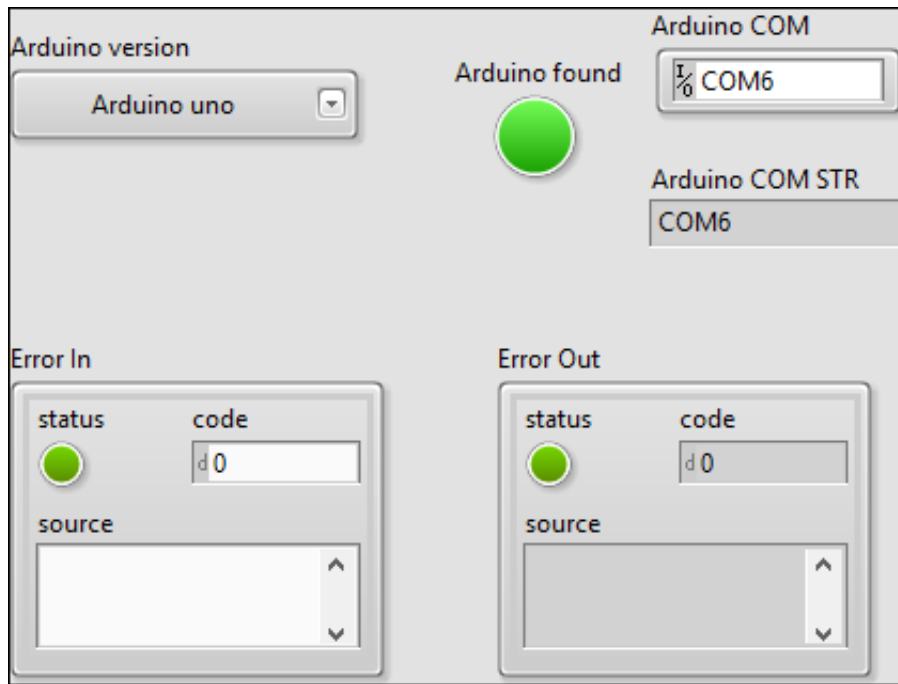 Arduino version
Arduino uno
Arduino found
Arduino COM
I/O COM6
Arduino COM STR
COM6
Error In
status
code
d 0
source
Error Out
status
code
d 0
source